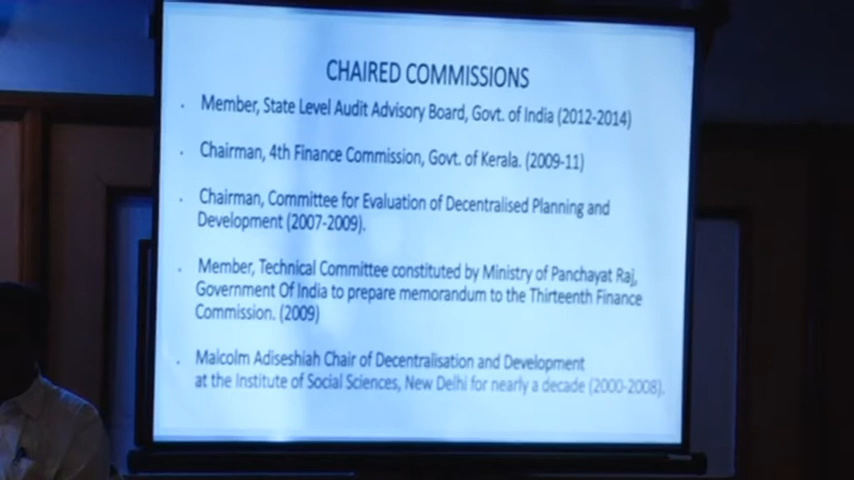 CHAIRED COMMISSIONS
. Member, State Level Audit Advisory Board, Govt. of India (2012-2014)
. Chairman, 4th Finance Commission, Govt. of Kerala. (2009-11)
. Chairman, Committee for Evaluation of Decentralised Planning and
Development (2007-2009).
. Member, Technical Committee constituted by Ministry of Panchayat Raj,
Government Of India to prepare memorandum to the Thirteenth Finance
Commission. (2009)
. Malcolm Adiseshiah Chair of Decentralisation and Development
at the Institute of Social Sciences, New Delhi for nearly a decade (2000-2008).